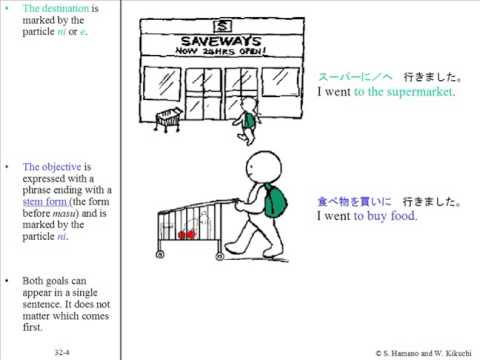 • The destination is
marked by the
particle ni or e.
S
SAVEWAYS
NOW 24HRS OPEN!
スーパーに／へ　行きました。
I went to the supermarket.
• The objective is
expressed with a
phrase ending with a
stem form (the form
before masu) and is
marked by the
particle ni.
食べ物を買いに　行きました。
I went to buy food.
• Both goals can
appear in a single
sentence. It does not
matter which comes
first.
32-4
© S. Hamano and W. Kikuchi